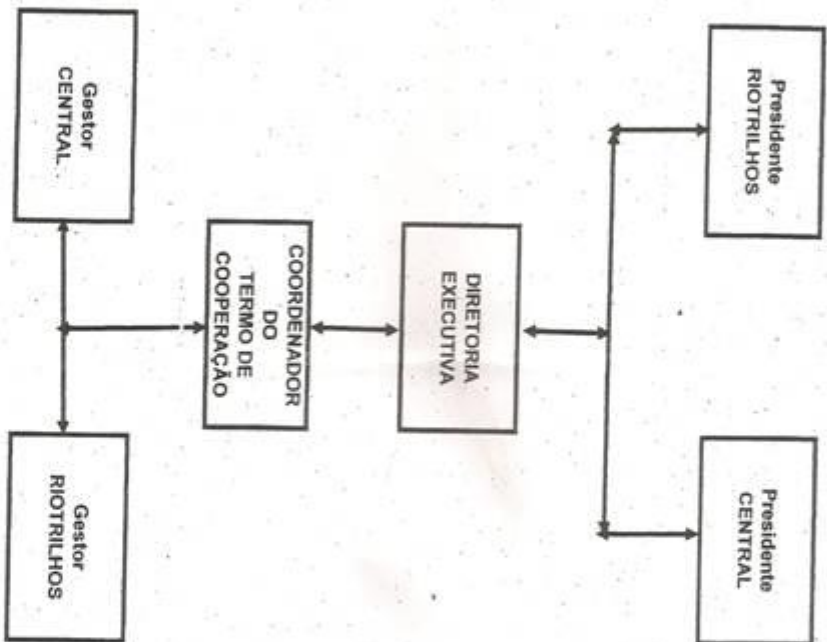 Presidente
RIOTRILHOS
Presidente
CENTRAL
DIRETORIA
EXECUTIVA
COORDENADOR
DO
TERMO DE
COOPERAÇÃO
Gestor
CENTRAL
Gestor
RIOTRILHOS